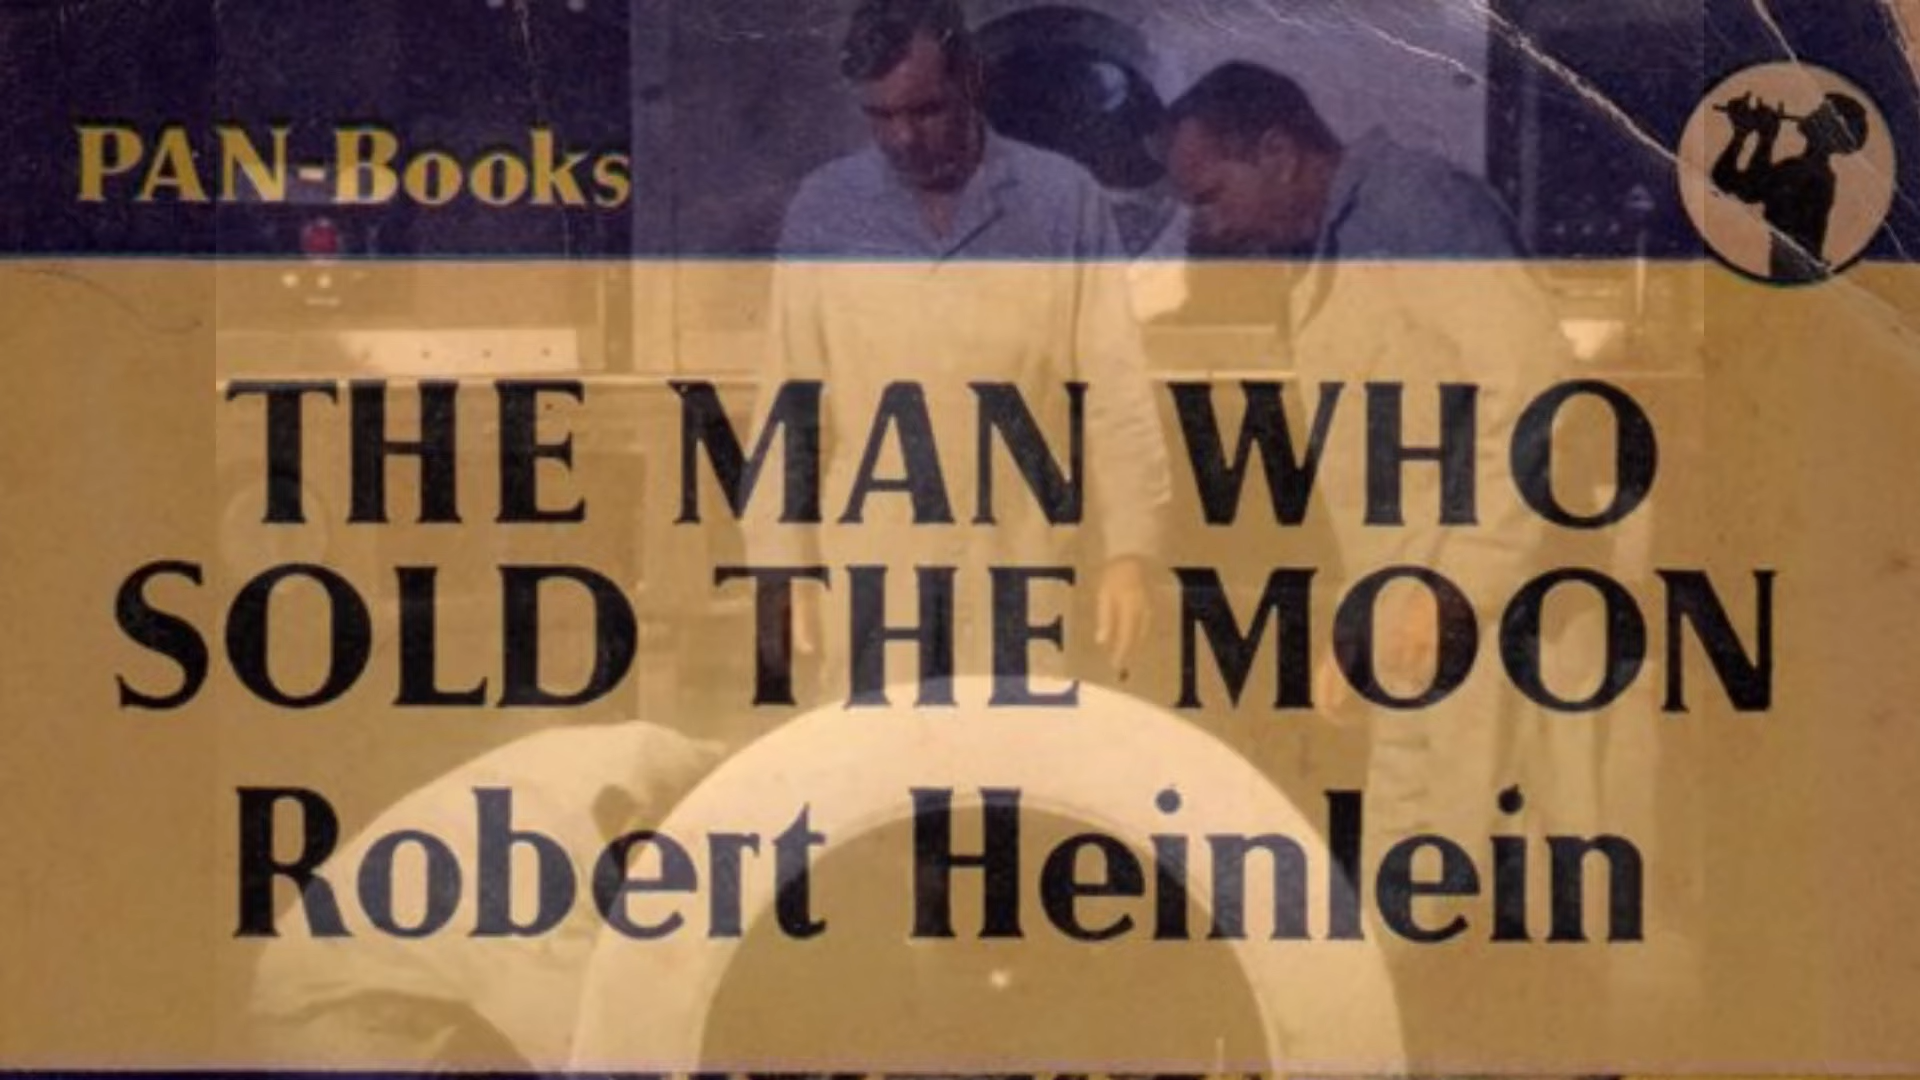 PAN-Books
THE MAN WHO
SOLD THE MOON
Robert Heinlein